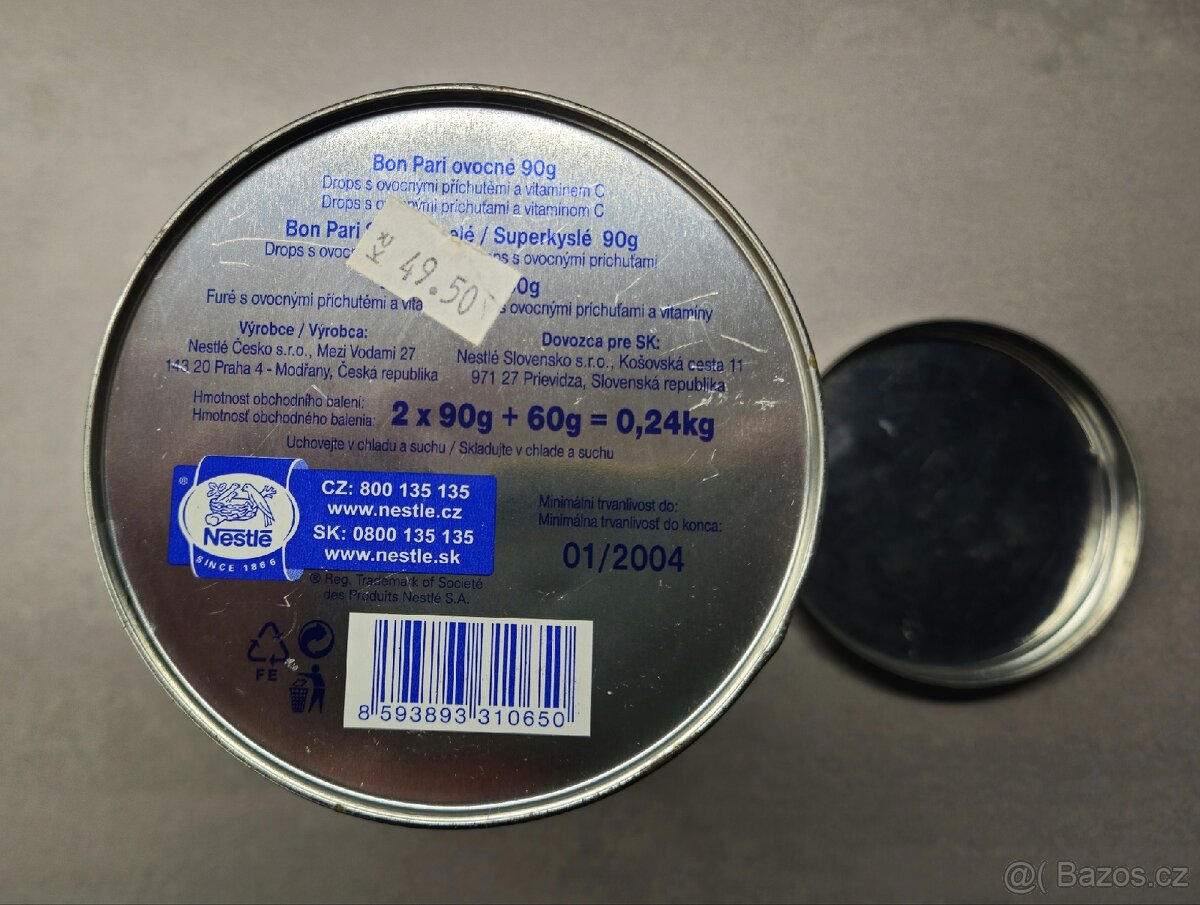 Bon Pari ovocné 90g
Drops s ovocnými příchutěmi a vitaminem C
Drops s ovocnými príchuťami a vitamínom C
Bon Pari / Superkyslé 90g
Drops s s ovocnými príchuťami
Kč 49.50
Furé s ovocnými příchutěmi a ovocnými príchuťami a vitamíny
Výrobce / Výrobca:
Nestlé Česko s.r.o., Mezi Vodami 27
143 20 Praha 4 - Modřany, Česká republika
Dovozca pre SK:
Nestlé Slovensko s.r.o., Košovská cesta 11
971 27 Prievidza, Slovenská republika
Hmotnost obchodního balení:
Hmotnosť obchodného balenia:
2 x 90g + 60g = 0,24kg
Uchovejte v chladu a suchu / Skladujte v chlade a suchu
® Nestlé
SINCE 1866
CZ: 800 135 135
www.nestle.cz
SK: 0800 135 135
www.nestle.sk
® Reg. Trademark of Société
des Produits Nestlé S.A.
Minimální trvanlivost do:
Minimálna trvanlivosť do konca:
01/2004
FE
8 593893 310650
@( Bazos.cz